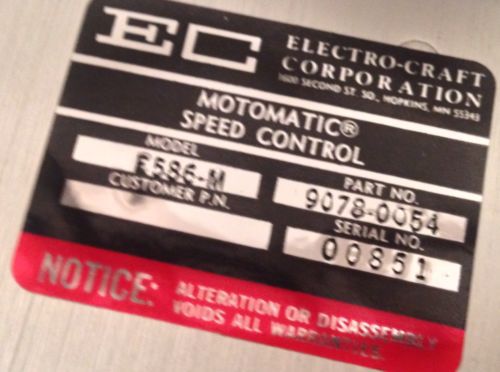 EC
ELECTRO-CRAFT
CORPORATION
1600 SECOND ST. SO., HOPKINS, MN 55343
MOTOMATIC®
SPEED CONTROL
MODEL
E586-M
PART NO.
9078-0054
CUSTOMER P.N.
SERIAL NO.
00851
NOTICE:
ALTERATION OR DISASSEMBLY
VOIDS ALL WARRANTIES.